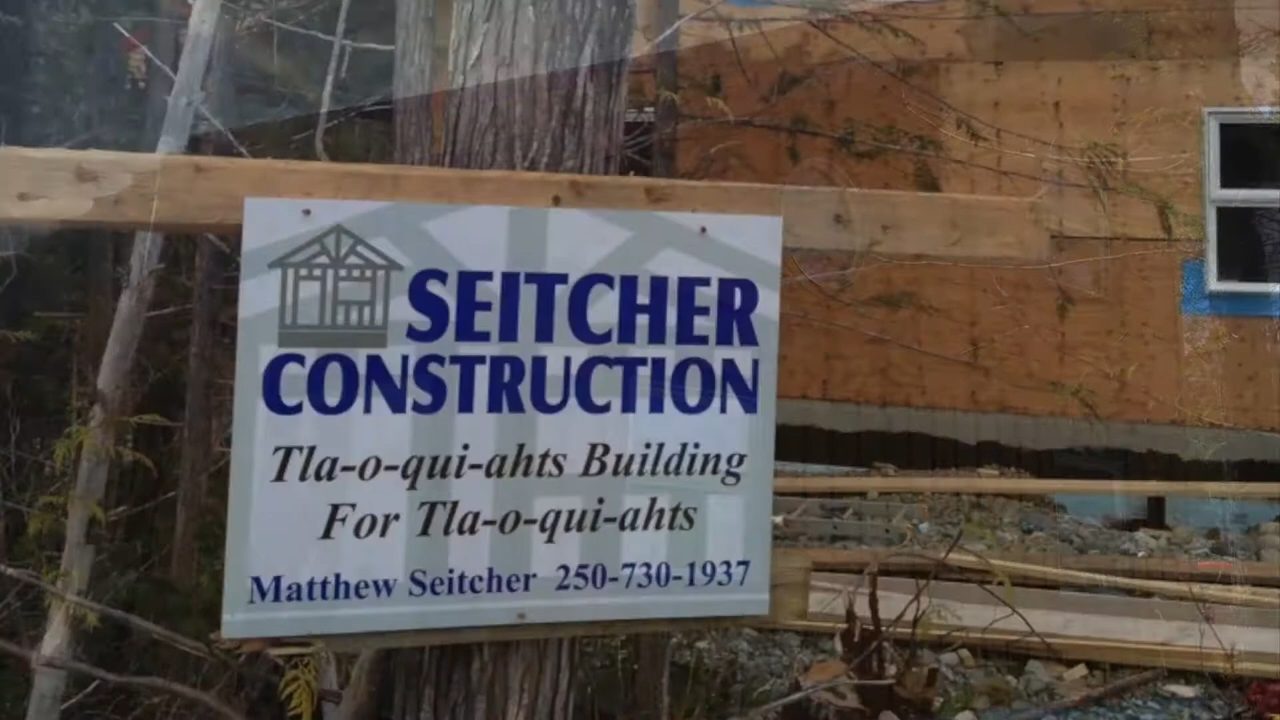 SEITCHER
CONSTRUCTION
Tla-o-qui-ahts Building
For Tla-o-qui-ahts
Matthew Seitcher 250-730-1937